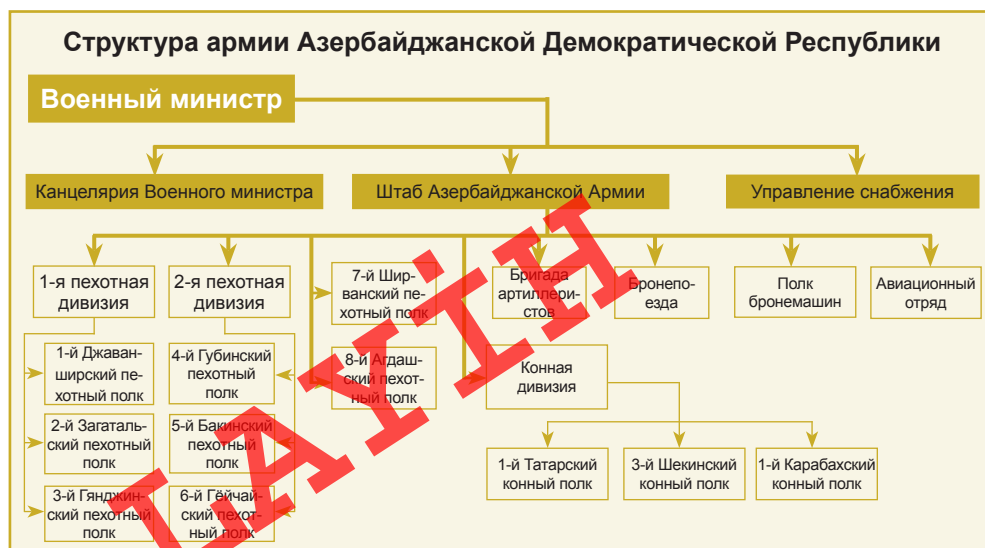 Структура армии Азербайджанской Демократической Республики
Военный министр
Канцелярия Военного министра
Штаб Азербайджанской Армии
Управление снабжения
1-я пехотная
дивизия
2-я пехотная
дивизия
7-й Шир-
ванский пе-
хотный полк
Бригада
артиллери-
стов
Бронепо-
езда
Полк
бронемашин
Авиационный
отряд
1-й Джаван-
ширский пе-
хотный полк
4-й Губинский
пехотный
полк
8-й Агдаш-
ский пехот-
ный полк
Конная
дивизия
2-й Загаталь-
ский пехотный
полк
5-й Бакинский
пехотный
полк
3-й Гянджин-
ский пехотный
полк
6-й Гёйчай-
ский пехот-
ный полк
1-й Татарский
конный полк
3-й Шекинский
конный полк
1-й Карабахский
конный полк
LAYİH